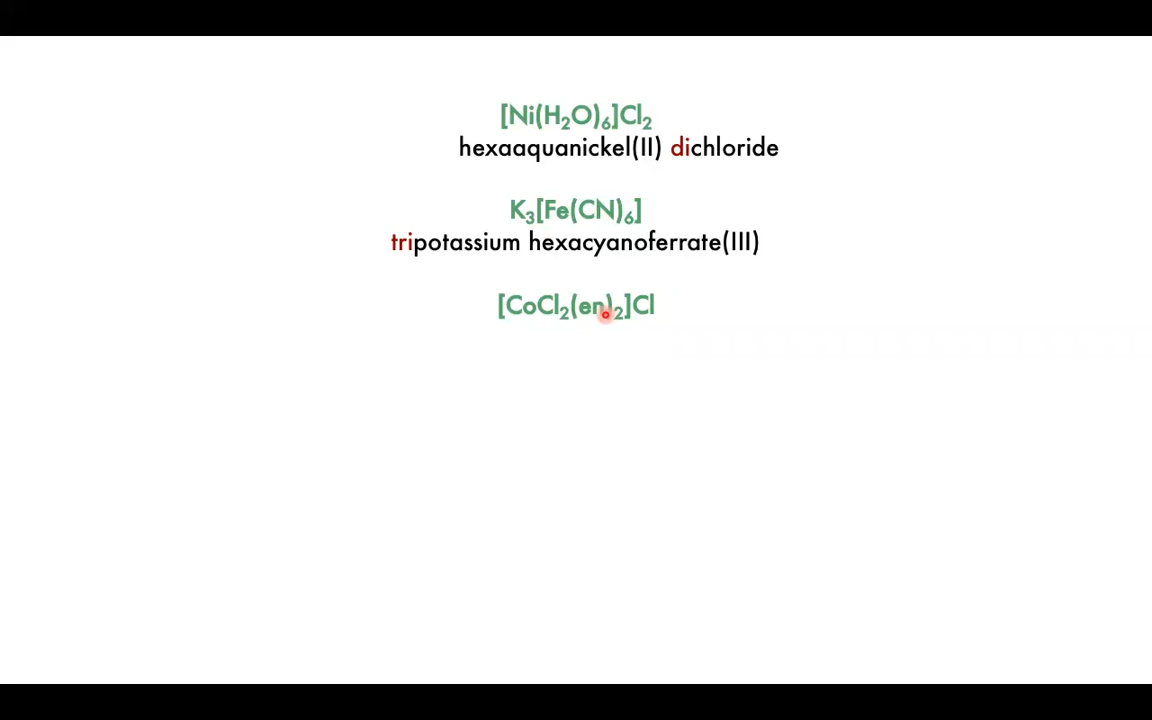 [Ni(H₂O)₆]Cl₂
hexaaquanickel(II) dichloride
K₃[Fe(CN)₆]
tripotassium hexacyanoferrate(III)
[CoCl₂(en)₂]Cl